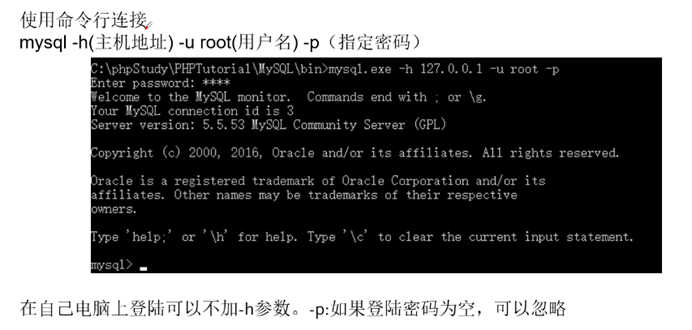 使用命令行连接
mysql -h(主机地址) -u root(用户名) -p（指定密码）
C:\phpStudy\PHPTutorial\MySQL\bin>mysql.exe -h 127.0.0.1 -u root -p
Enter password: ****
Welcome to the MySQL monitor.  Commands end with ; or \g.
Your MySQL connection id is 3
Server version: 5.5.53 MySQL Community Server (GPL)
Copyright (c) 2000, 2016, Oracle and/or its affiliates. All rights reserved.
Oracle is a registered trademark of Oracle Corporation and/or its
affiliates. Other names may be trademarks of their respective
owners.
Type 'help;' or '\h' for help. Type '\c' to clear the current input statement.
mysql>
在自己电脑上登陆可以不加-h参数。-p:如果登陆密码为空，可以忽略